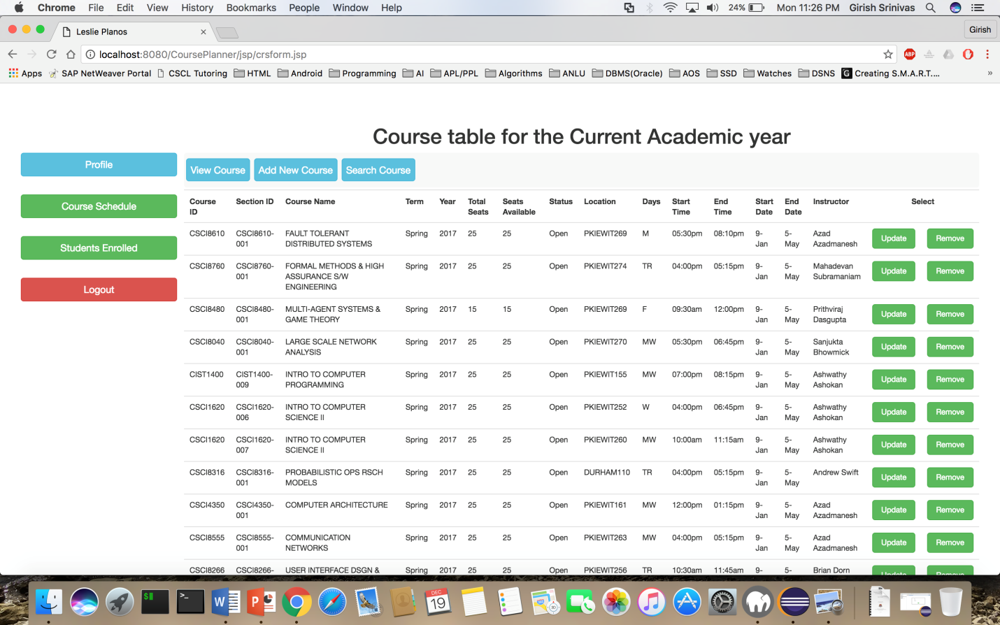 Chrome File Edit View History Bookmarks People Window Help 24% Mon 11:26 PM Girish Srinivas
Leslie Planos
Girish
localhost:8080/CoursePlanner/jsp/crsform.jsp
ABP
Apps SAP NetWeaver Portal CSCL Tutoring HTML Android Programming AI APL/PPL Algorithms ANLU DBMS(Oracle) AOS SSD Watches DSNS G Creating S.M.A.R.T.... »
Course table for the Current Academic year
Profile
Course Schedule
Students Enrolled
Logout
View Course Add New Course Search Course
Course Section ID Course Name Term Year Total Seats Status Location Days Start End Start End Instructor Select
ID Seats Available Time Time Date Date
CSCI8610 CSCI8610- FAULT TOLERANT Spring 2017 25 25 Open PKIEWIT269 M 05:30pm 08:10pm 9- 5- Azad Update Remove
001 DISTRIBUTED SYSTEMS Jan May Azadmanesh
CSCI8760 CSCI8760- FORMAL METHODS & HIGH Spring 2017 25 25 Open PKIEWIT274 TR 04:00pm 05:15pm 9- 5- Mahadevan Update Remove
001 ASSURANCE S/W Jan May Subramaniam
ENGINEERING
CSCI8480 CSCI8480- MULTI-AGENT SYSTEMS & Spring 2017 15 15 Open PKIEWIT269 F 09:30am 12:00pm 9- 5- Prithviraj Update Remove
001 GAME THEORY Jan May Dasgupta
CSCI8040 CSCI8040- LARGE SCALE NETWORK Spring 2017 25 25 Open PKIEWIT270 MW 05:30pm 06:45pm 9- 5- Sanjukta Update Remove
001 ANALYSIS Jan May Bhowmick
CIST1400 CIST1400- INTRO TO COMPUTER Spring 2017 25 25 Open PKIEWIT155 MW 07:00pm 08:15pm 9- 5- Ashwathy Update Remove
009 PROGRAMMING Jan May Ashokan
CSCI1620 CSCI1620- INTRO TO COMPUTER Spring 2017 25 25 Open PKIEWIT252 W 04:00pm 06:45pm 9- 5- Ashwathy Update Remove
006 SCIENCE II Jan May Ashokan
CSCI1620 CSCI1620- INTRO TO COMPUTER Spring 2017 25 25 Open PKIEWIT260 MW 10:00am 11:15am 9- 5- Ashwathy Update Remove
007 SCIENCE II Jan May Ashokan
CSCI8316 CSCI8316- PROBABILISTIC OPS RSCH Spring 2017 25 25 Open DURHAM110 TR 04:00pm 05:15pm 9- 5- Andrew Swift Update Remove
001 MODELS Jan May
CSCI4350 CSCI4350- COMPUTER ARCHITECTURE Spring 2017 25 25 Open PKIEWIT161 MW 12:00pm 01:15pm 9- 5- Azad Update Remove
001 Jan May Azadmanesh
CSCI8555 CSCI8555- COMMUNICATION Spring 2017 25 25 Open PKIEWIT263 MW 04:00pm 05:15pm 9- 5- Azad Update Remove
001 NETWORKS Jan May Azadmanesh
CSCI8266 CSCI8266- USER INTERFACE DSGN & Spring 2017 25 25 Open PKIEWIT256 TR 10:30am 11:45am 9- 5- Brian Dorn Update Remove
DEC
19